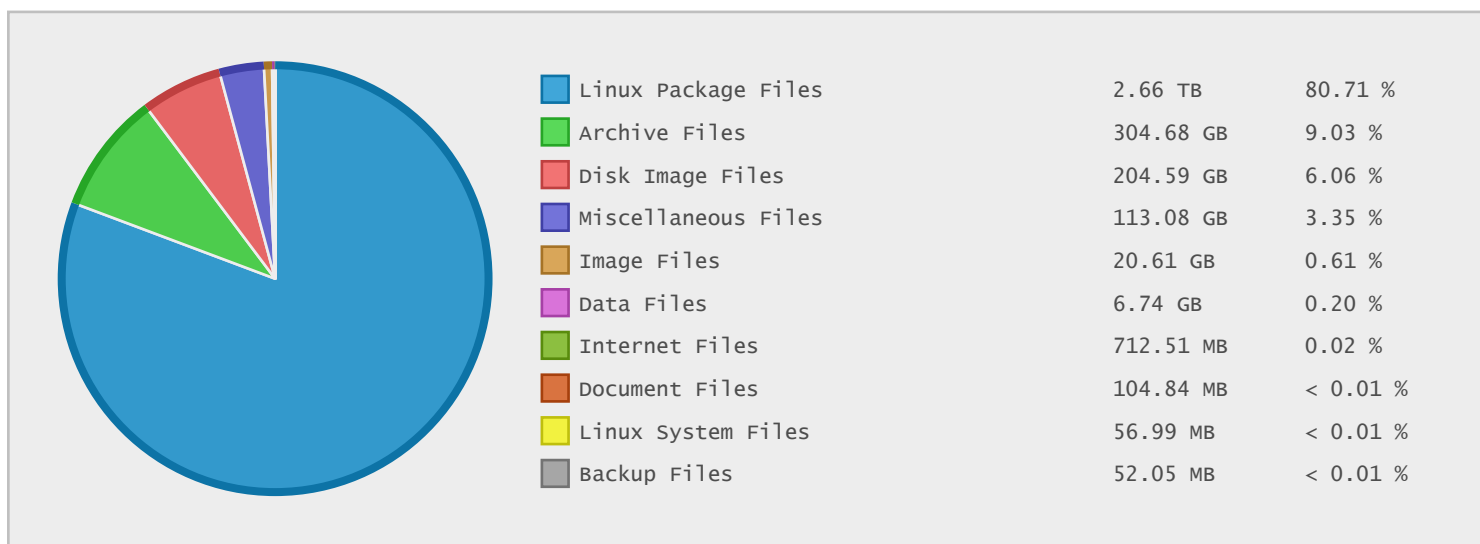 Linux Package Files 2.66 TB 80.71 %
Archive Files 304.68 GB 9.03 %
Disk Image Files 204.59 GB 6.06 %
Miscellaneous Files 113.08 GB 3.35 %
Image Files 20.61 GB 0.61 %
Data Files 6.74 GB 0.20 %
Internet Files 712.51 MB 0.02 %
Document Files 104.84 MB < 0.01 %
Linux System Files 56.99 MB < 0.01 %
Backup Files 52.05 MB < 0.01 %